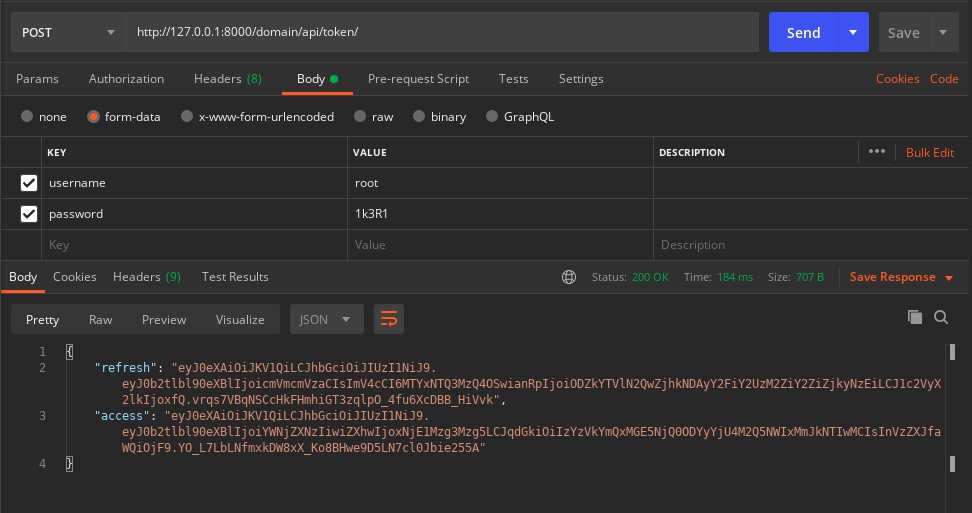 POST http://127.0.0.1:8000/domain/api/token/ Send Save
Params Authorization Headers (8) Body Pre-request Script Tests Settings Cookies Code
none form-data x-www-form-urlencoded raw binary GraphQL
KEY VALUE DESCRIPTION ••• Bulk Edit
username root
password 1k3R1
Key Value Description
Body Cookies Headers (9) Test Results Status: 200 OK Time: 184 ms Size: 707 B Save Response
Pretty Raw Preview Visualize JSON
1 {
2 "refresh": "eyJ0eXAiOiJKV1QiLCJhbGciOiJIUzI1NiJ9.
eyJ0b2tlbl90eXBlIjoicmVmcmVzaCIsImV4cCI6MTYxNTQ3MzQ4OSwianRpIjoiODZkYTVlN2QwZjhkNDAyY2FiY2UzM2ZiY2ZiZjkyNzEiLCJ1c2VyX
2lkIjoxfQ.vrqs7VBqNSCcHkFHmhiGT3zqlpO_4fu6XcDBB_HiVvk",
3 "access": "eyJ0eXAiOiJKV1QiLCJhbGciOiJIUzI1NiJ9.
eyJ0b2tlbl90eXBlIjoiYWNjZXNzIiwiZXhwIjoxNjE1Mzg3Mzg5LCJqdGkiOiIzYzVkYmQxMGE5NjQ0ODYyYjU4M2Q5NWIxMmJkNTIwMCIsInVzZXJfa
WQiOjF9.YO_L7LbLNfmxkDW8xX_Ko8BHwe9D5LN7cl0Jbie255A"
4 }